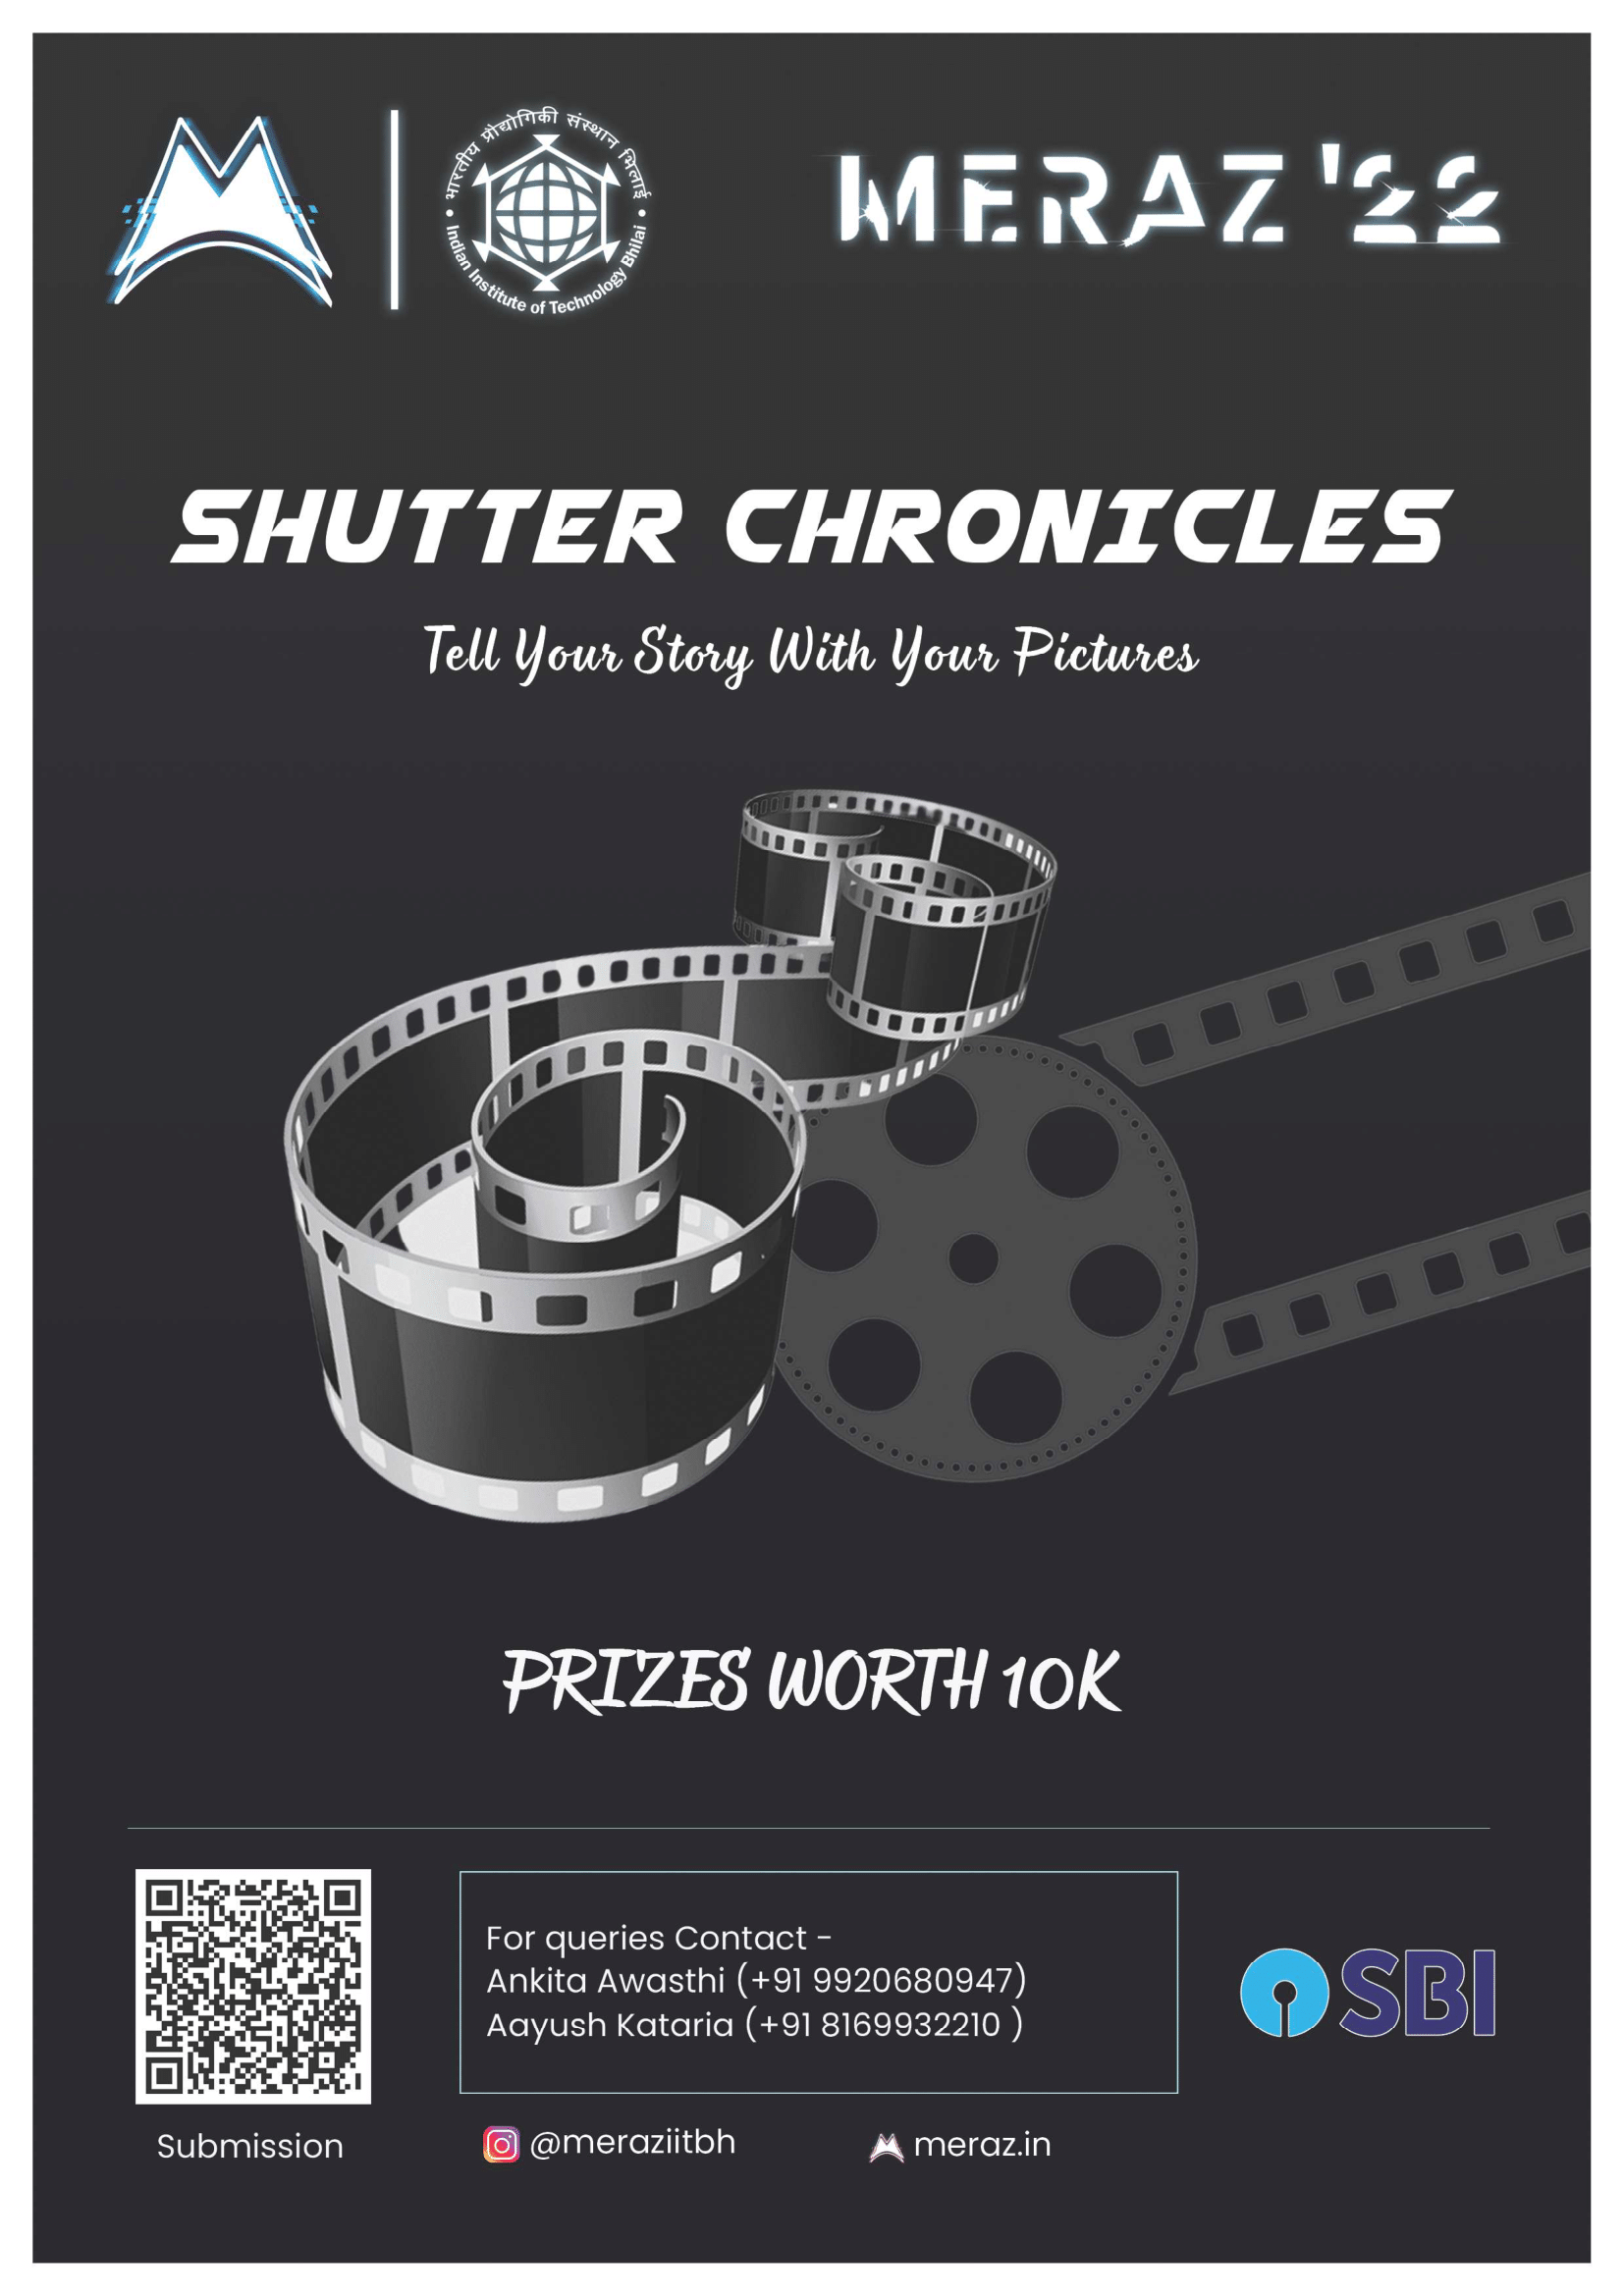 भारतीय प्रौद्योगिकी संस्थान भिलाई
Indian Institute of Technology Bhilai
MERAZ '22
SHUTTER CHRONICLES
Tell Your Story With Your Pictures
PRIZES WORTH 10K
For queries Contact -
Ankita Awasthi (+91 9920680947)
Aayush Kataria (+91 8169932210 )
SBI
Submission
@meraziitbh
meraz.in